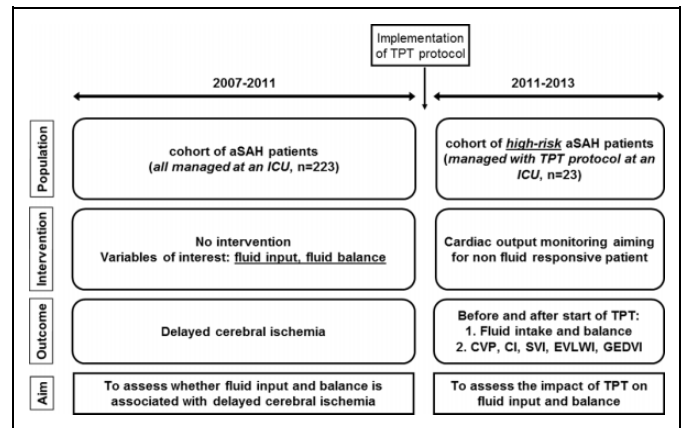 Implementation
of TPT protocol
2007-2011
2011-2013
Population
cohort of aSAH patients
(all managed at an ICU, n=223)
cohort of high-risk aSAH patients
(managed with TPT protocol at an
ICU, n=23)
Intervention
No intervention
Variables of interest: fluid input, fluid balance
Cardiac output monitoring aiming
for non fluid responsive patient
Outcome
Delayed cerebral ischemia
Before and after start of TPT:
1. Fluid intake and balance
2. CVP, CI, SVI, EVLWI, GEDVI
Aim
To assess whether fluid input and balance is
associated with delayed cerebral ischemia
To assess the impact of TPT on
fluid input and balance